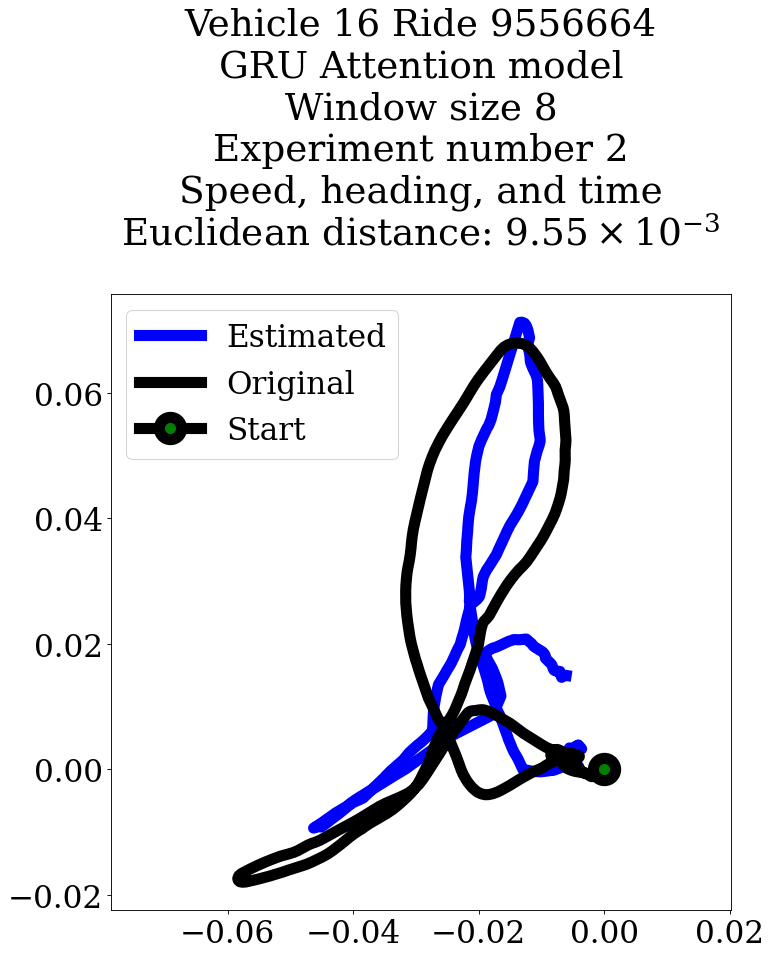 Vehicle 16 Ride 9556664
GRU Attention model
Window size 8
Experiment number 2
Speed, heading, and time
Euclidean distance: 9.55 × 10⁻³
Estimated
Original
Start
0.06
0.04
0.02
0.00
−0.02
−0.06 −0.04 −0.02 0.00 0.02